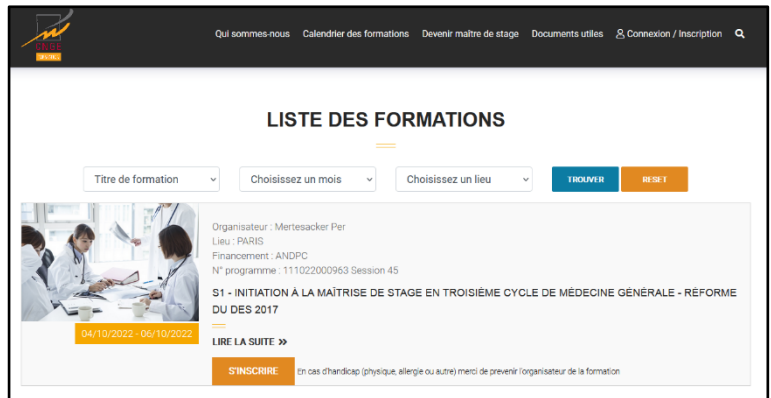 Qui sommes-nous Calendrier des formations Devenir maître de stage Documents utiles Connexion / Inscription
LISTE DES FORMATIONS
Titre de formation Choisissez un mois Choisissez un lieu TROUVER RESET
Organisateur : Mertesacker Per
Lieu : PARIS
Financement : ANDPC
N° programme : 111022000963 Session 45
S1 - INITIATION À LA MAÎTRISE DE STAGE EN TROISIÈME CYCLE DE MÉDECINE GÉNÉRALE - RÉFORME
DU DES 2017
04/10/2022 - 06/10/2022
LIRE LA SUITE »
S'INSCRIRE En cas d'handicap (physique, allergie ou autre) merci de prevenir l'organisateur de la formation